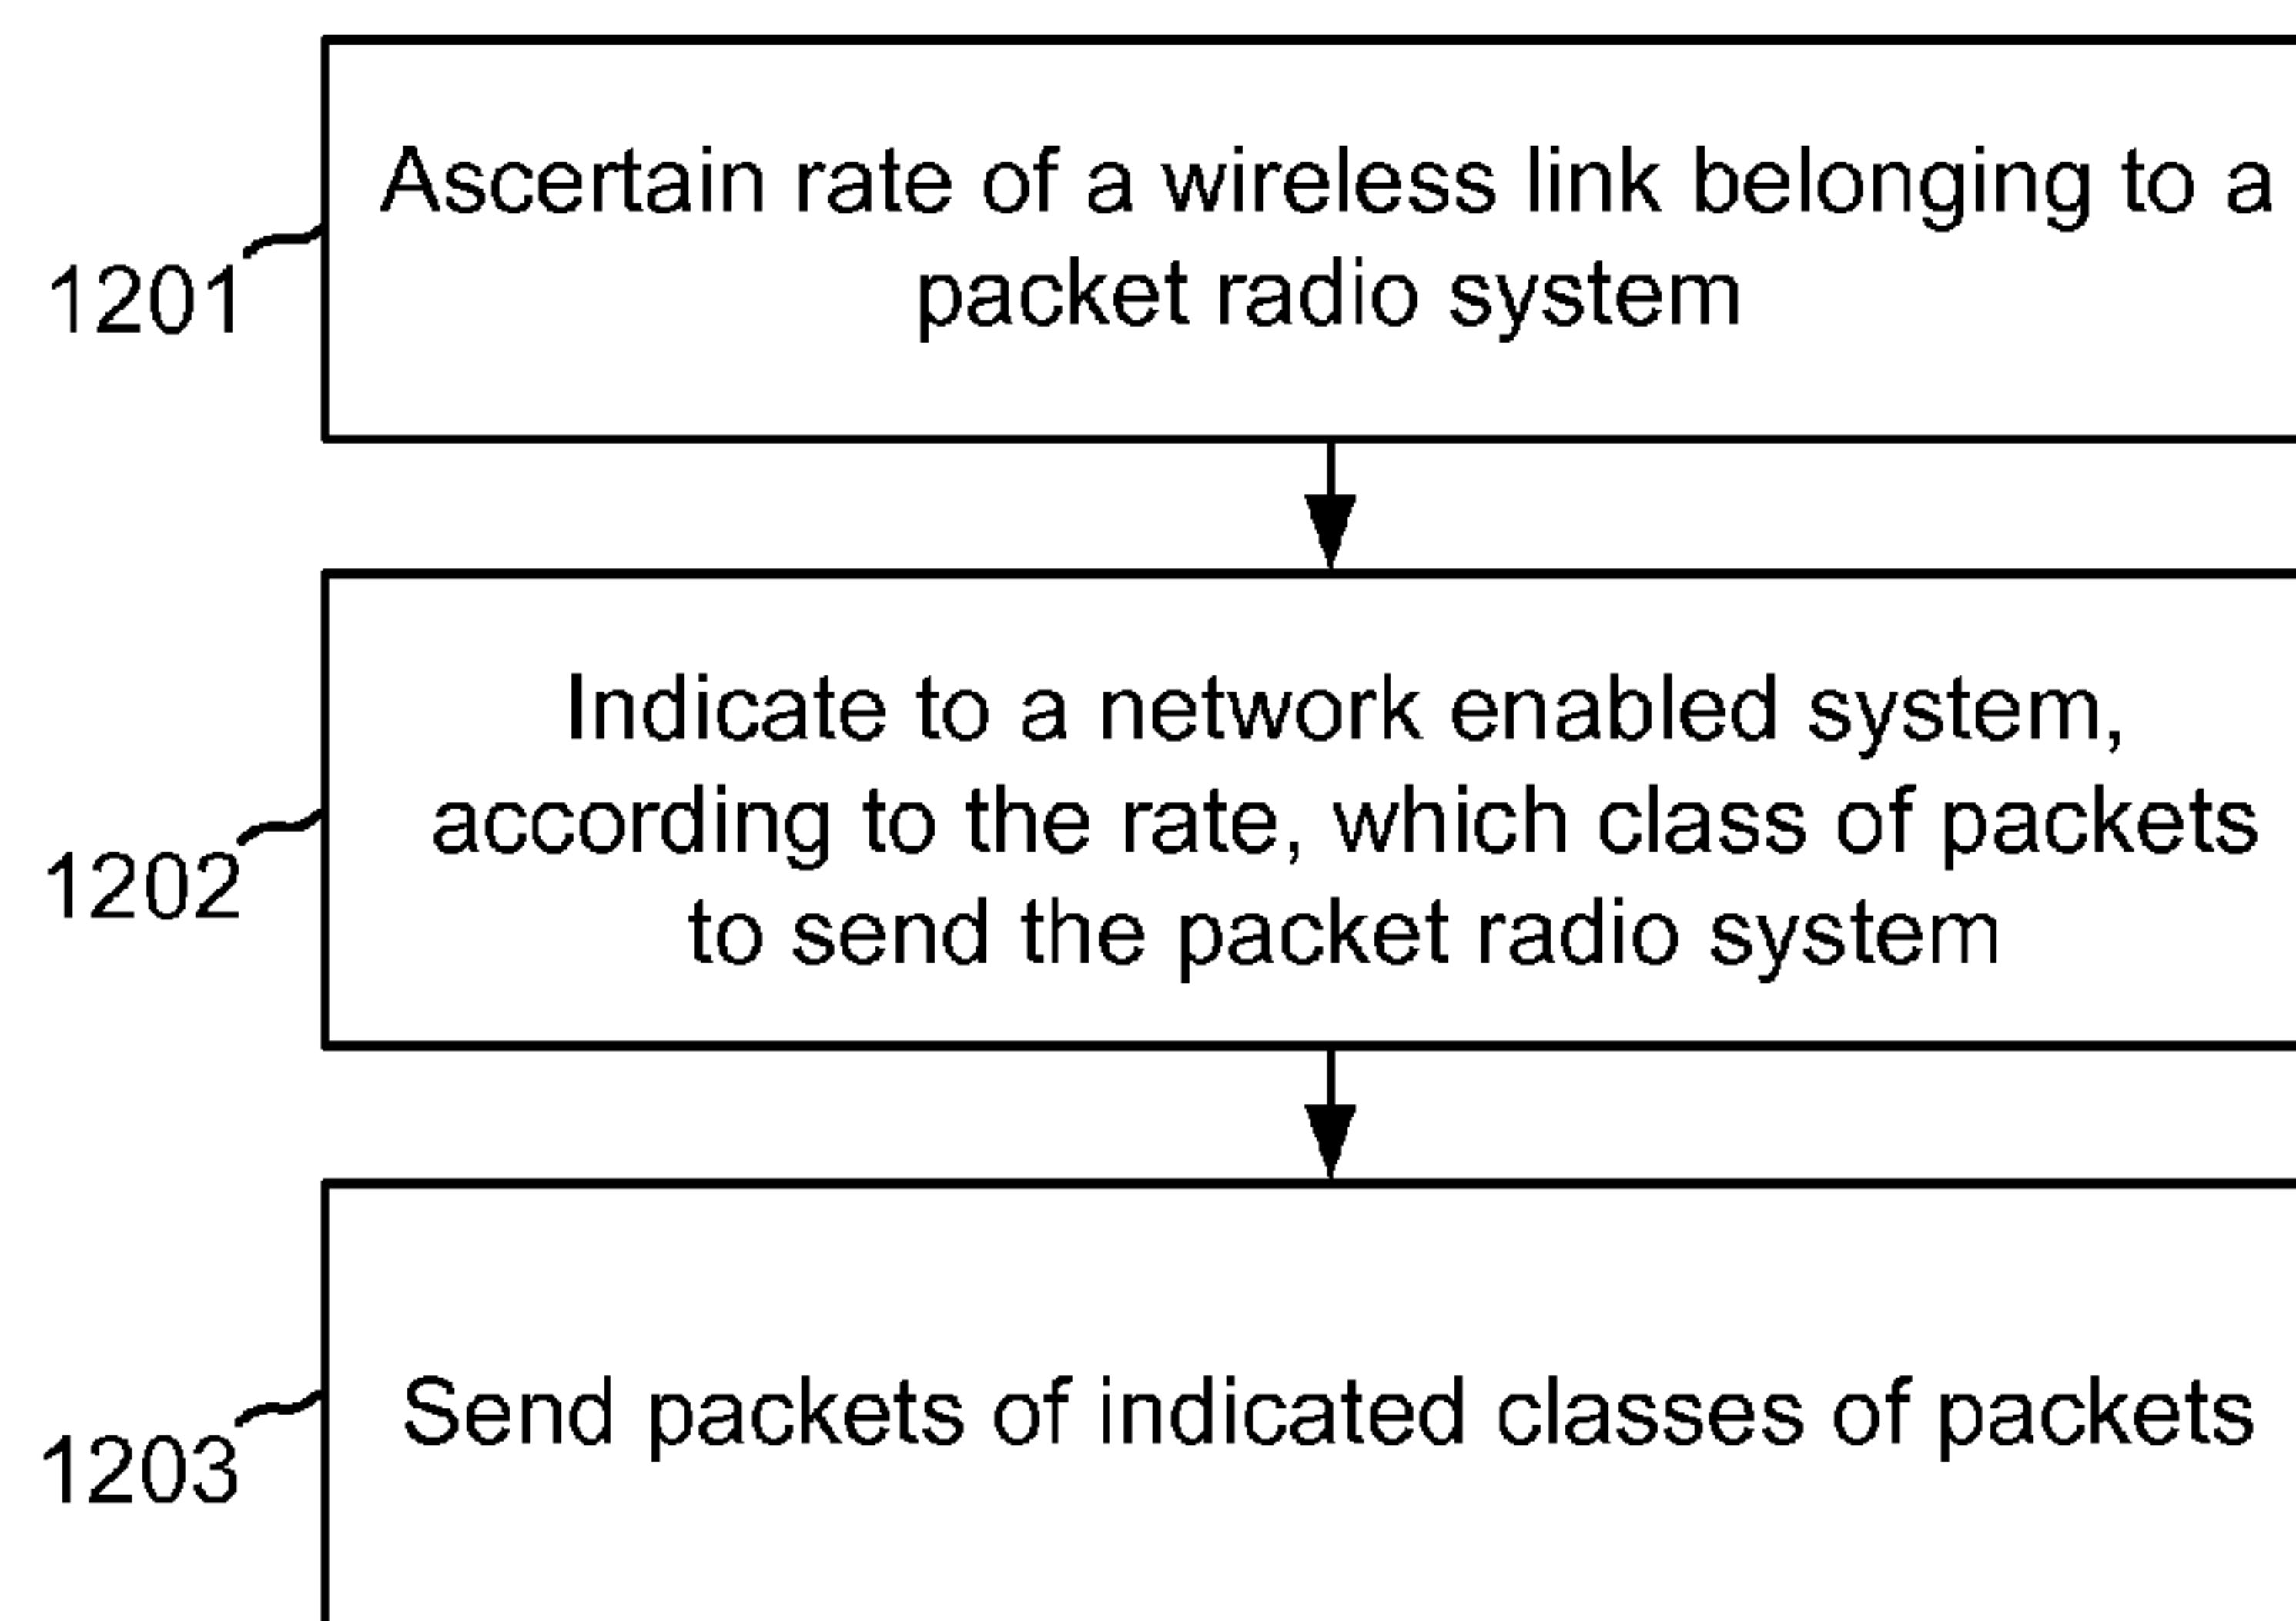 Ascertain rate of a wireless link belonging to a
packet radio system
1201
Indicate to a network enabled system,
according to the rate, which class of packets
to send the packet radio system
1202
Send packets of indicated classes of packets
1203